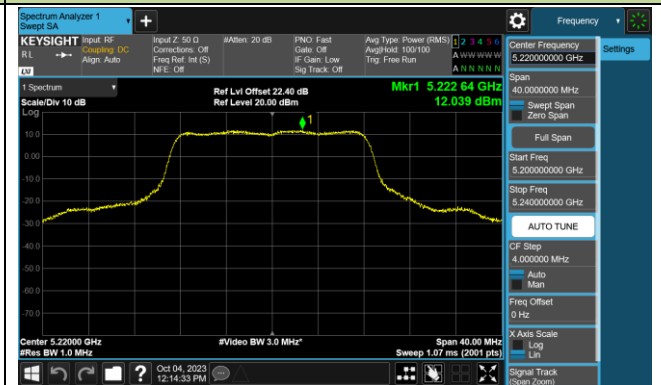 Spectrum Analyzer 1
Swept SA
+
Frequency
KEYSIGHT
Input: RF
Input Z: 50 Ω
#Atten: 20 dB
PNO: Fast
Avg Type: Power (RMS)
1 2 3 4 5 6
RL
Coupling: DC
Corrections: Off
Gate: Off
Avg|Hold: 100/100
A W W W W W
Align: Auto
Freq Ref: Int (S)
IF Gain: Low
Trig: Free Run
NFE: Off
Sig Track: Off
A N N N N N
LXI
1 Spectrum
Ref Lvl Offset 22.40 dB
Mkr1 5.222 64 GHz
Scale/Div 10 dB
Ref Level 20.00 dBm
12.039 dBm
Log
1
10.0
0.00
-10.0
-20.0
-30.0
-40.0
-50.0
-60.0
-70.0
Center 5.22000 GHz
#Video BW 3.0 MHz*
Span 40.00 MHz
#Res BW 1.0 MHz
Sweep 1.07 ms (2001 pts)
Center Frequency
5.220000000 GHz
Settings
Span
40.0000000 MHz
Swept Span
Zero Span
Full Span
Start Freq
5.200000000 GHz
Stop Freq
5.240000000 GHz
AUTO TUNE
CF Step
4.000000 MHz
Auto
Man
Freq Offset
0 Hz
X Axis Scale
Log
Lin
Signal Track
(Span Zoom)
?
Oct 04, 2023
12:14:33 PM